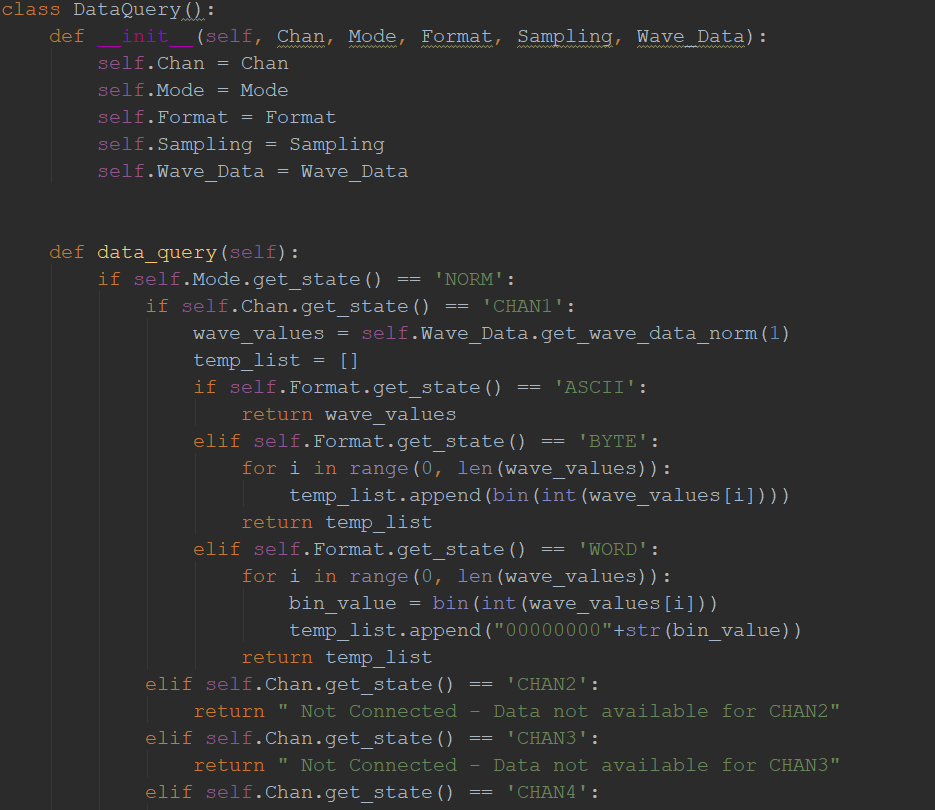 class DataQuery():
    def __init__(self, Chan, Mode, Format, Sampling, Wave_Data):
        self.Chan = Chan
        self.Mode = Mode
        self.Format = Format
        self.Sampling = Sampling
        self.Wave_Data = Wave_Data
    def data_query(self):
        if self.Mode.get_state() == 'NORM':
            if self.Chan.get_state() == 'CHAN1':
                wave_values = self.Wave_Data.get_wave_data_norm(1)
                temp_list = []
                if self.Format.get_state() == 'ASCII':
                    return wave_values
                elif self.Format.get_state() == 'BYTE':
                    for i in range(0, len(wave_values)):
                        temp_list.append(bin(int(wave_values[i])))
                    return temp_list
                elif self.Format.get_state() == 'WORD':
                    for i in range(0, len(wave_values)):
                        bin_value = bin(int(wave_values[i]))
                        temp_list.append("00000000"+str(bin_value))
                    return temp_list
            elif self.Chan.get_state() == 'CHAN2':
                return " Not Connected - Data not available for CHAN2"
            elif self.Chan.get_state() == 'CHAN3':
                return " Not Connected - Data not available for CHAN3"
            elif self.Chan.get_state() == 'CHAN4':